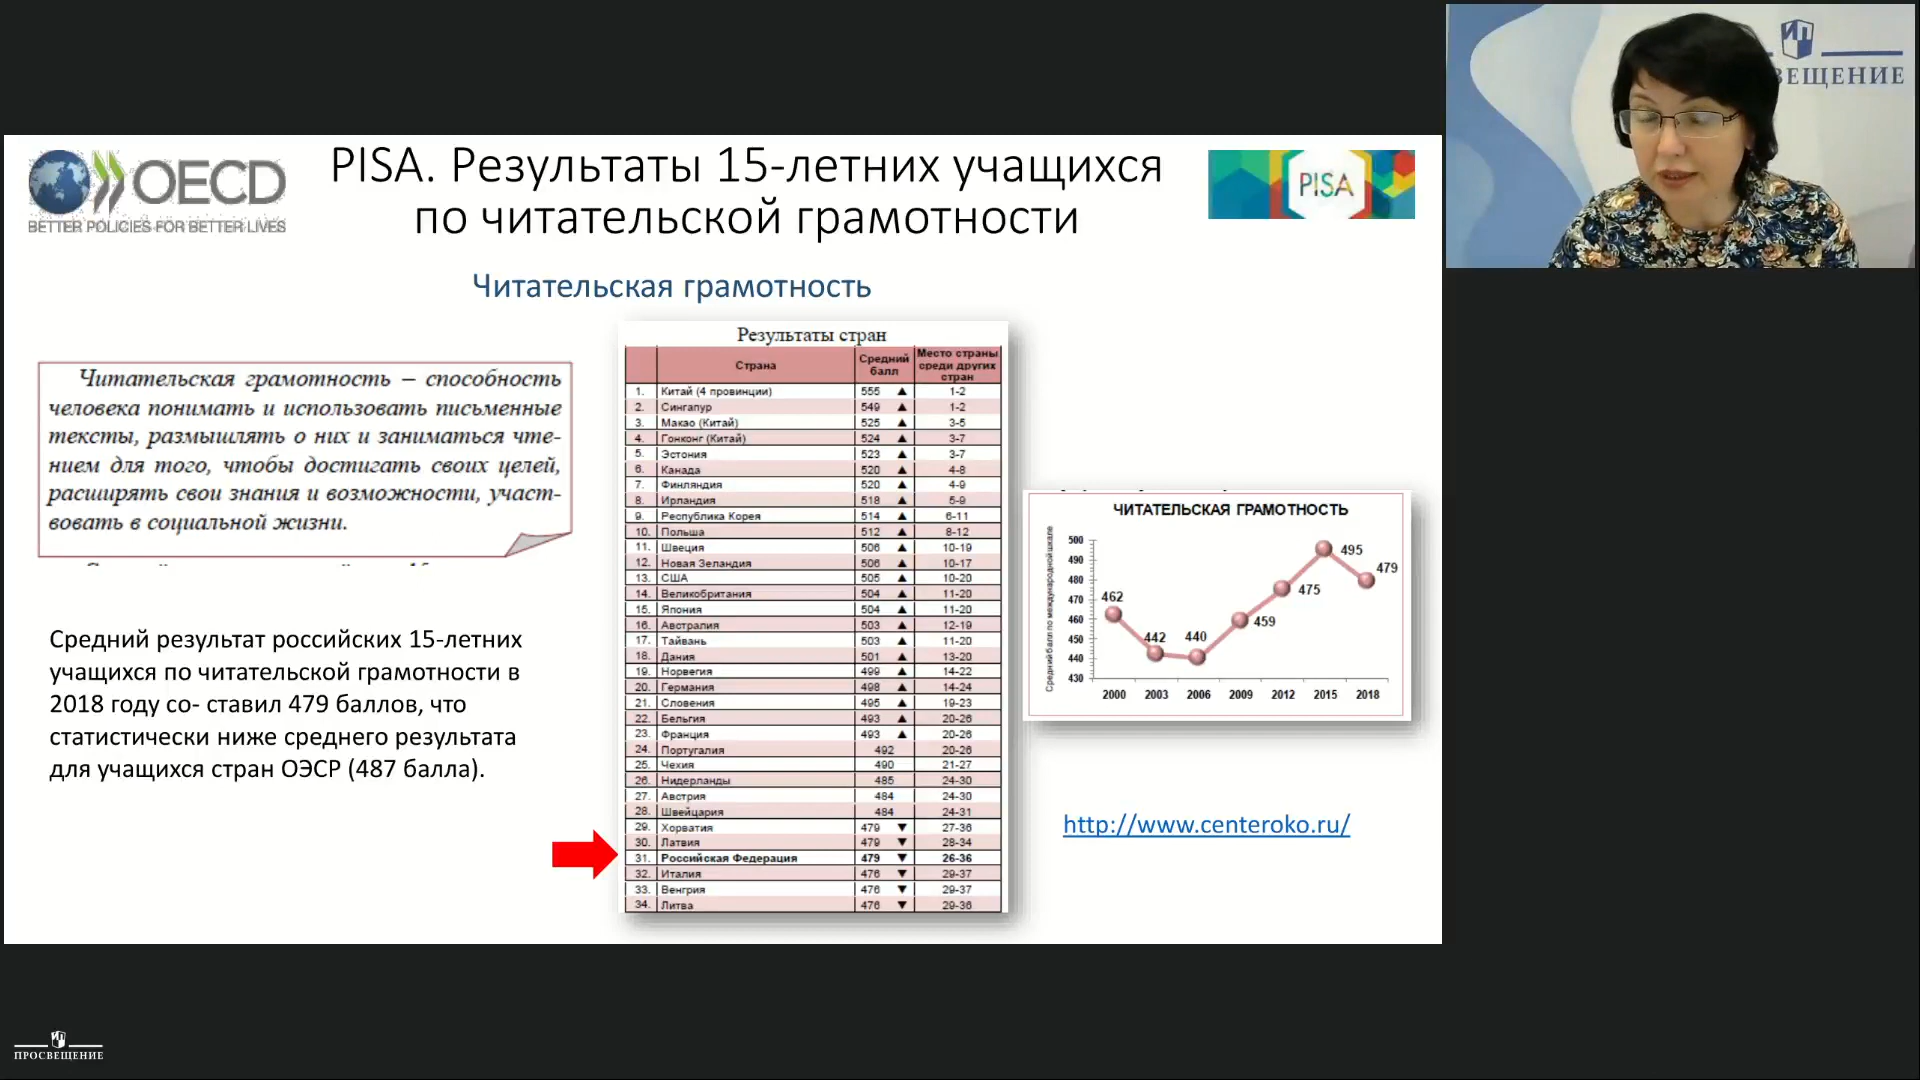 ЕЩЕНИЕ
OECD
BETTER POLICIES FOR BETTER LIVES
PISA. Результаты 15-летних учащихся
по читательской грамотности
PISA
Читательская грамотность
Читательская грамотность – способность
человека понимать и использовать письменные
тексты, размышлять о них и заниматься чте-
нием для того, чтобы достигать своих целей,
расширять свои знания и возможности, участ-
вовать в социальной жизни.
Средний результат российских 15-летних
учащихся по читательской грамотности в
2018 году со- ставил 479 баллов, что
статистически ниже среднего результата
для учащихся стран ОЭСР (487 балла).
Результаты стран
Страна Средний балл Место страны среди других стран
1. Китай (4 провинции) 555 ▲ 1-2
2. Сингапур 549 ▲ 1-2
3. Макао (Китай) 525 ▲ 3-5
4. Гонконг (Китай) 524 ▲ 3-7
5. Эстония 523 ▲ 3-7
6. Канада 520 ▲ 4-8
7. Финляндия 520 ▲ 4-9
8. Ирландия 518 ▲ 5-9
9. Республика Корея 514 ▲ 6-11
10. Польша 512 ▲ 8-12
11. Швеция 506 ▲ 10-19
12. Новая Зеландия 506 ▲ 10-17
13. США 505 ▲ 10-20
14. Великобритания 504 ▲ 11-20
15. Япония 504 ▲ 11-20
16. Австралия 503 ▲ 12-19
17. Тайвань 503 ▲ 11-20
18. Дания 501 ▲ 13-20
19. Норвегия 499 ▲ 14-22
20. Германия 498 ▲ 14-24
21. Словения 495 ▲ 19-23
22. Бельгия 493 ▲ 20-26
23. Франция 493 ▲ 20-26
24. Португалия 492 20-26
25. Чехия 490 21-27
26. Нидерланды 485 24-30
27. Австрия 484 24-30
28. Швейцария 484 24-31
29. Хорватия 479 ▼ 27-36
30. Латвия 479 ▼ 28-34
31. Российская Федерация 479 ▼ 26-36
32. Италия 476 ▼ 29-37
33. Венгрия 476 ▼ 29-37
34. Литва 476 ▼ 29-36
ЧИТАТЕЛЬСКАЯ ГРАМОТНОСТЬ
Средний балл по международной шкале
500
490
480
470
460
450
440
430
462 442 440 459 475 495 479
2000 2003 2006 2009 2012 2015 2018
http://www.centeroko.ru/
ПРОСВЕЩЕНИЕ